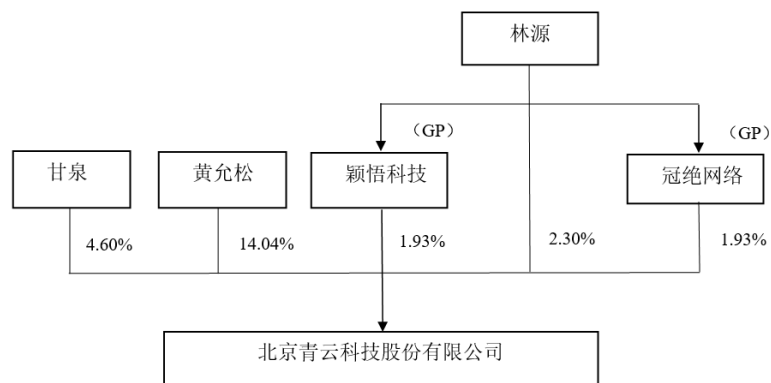 林源
（GP）
（GP）
甘泉
黄允松
颖悟科技
冠绝网络
4.60%
14.04%
1.93%
2.30%
1.93%
北京青云科技股份有限公司